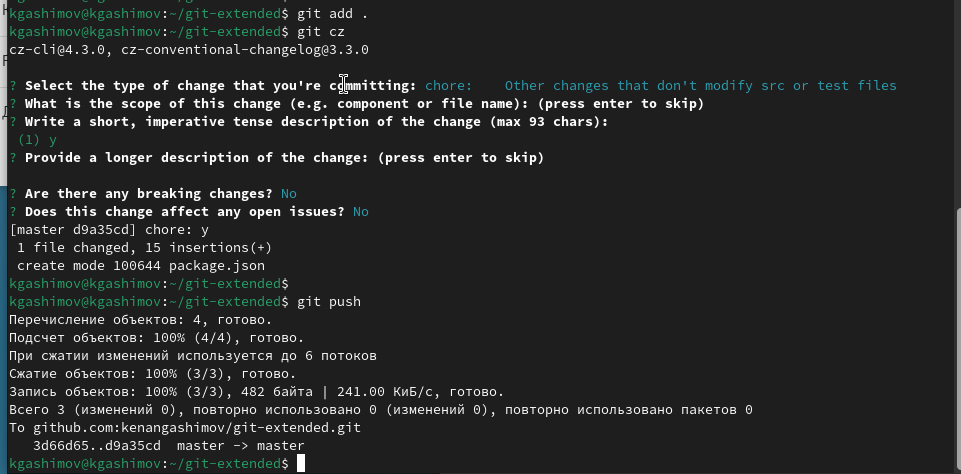 kgashimov@kgashimov:~/git-extended$ git add .
kgashimov@kgashimov:~/git-extended$ git cz
cz-cli@4.3.0, cz-conventional-changelog@3.3.0
? Select the type of change that you're committing: chore:    Other changes that don't modify src or test files
? What is the scope of this change (e.g. component or file name): (press enter to skip)
? Write a short, imperative tense description of the change (max 93 chars):
 (1) y
? Provide a longer description of the change: (press enter to skip)
? Are there any breaking changes? No
? Does this change affect any open issues? No
[master d9a35cd] chore: y
 1 file changed, 15 insertions(+)
 create mode 100644 package.json
kgashimov@kgashimov:~/git-extended$
kgashimov@kgashimov:~/git-extended$ git push
Перечисление объектов: 4, готово.
Подсчет объектов: 100% (4/4), готово.
При сжатии изменений используется до 6 потоков
Сжатие объектов: 100% (3/3), готово.
Запись объектов: 100% (3/3), 482 байта | 241.00 КиБ/с, готово.
Всего 3 (изменений 0), повторно использовано 0 (изменений 0), повторно использовано пакетов 0
To github.com:kenangashimov/git-extended.git
   3d66d65..d9a35cd  master -> master
kgashimov@kgashimov:~/git-extended$